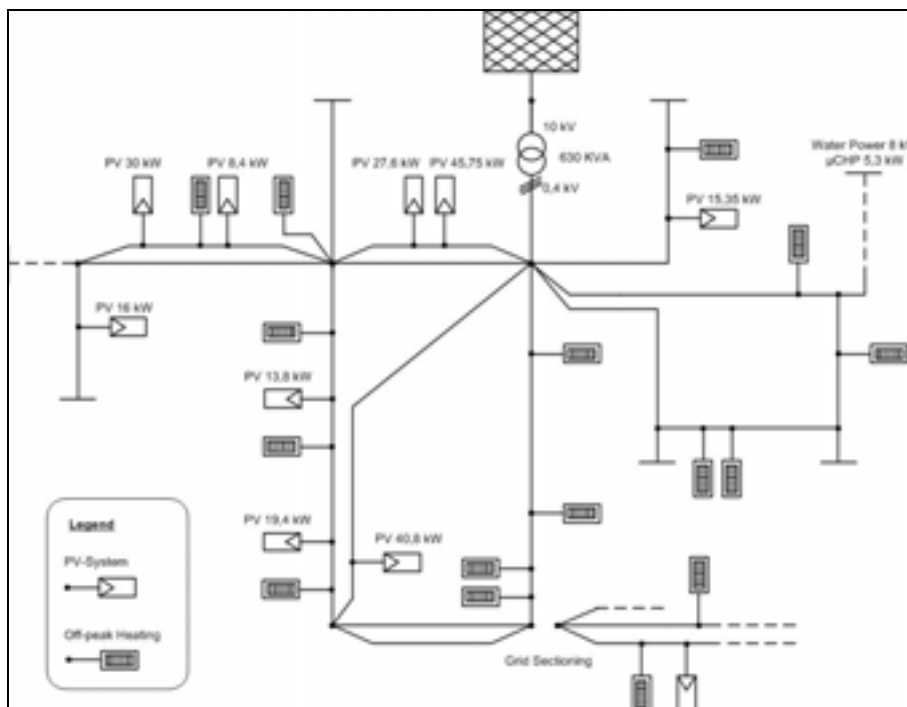 10 kV
630 KVA
0,4 kV
PV 30 kW
PV 8,4 kW
PV 27,6 kW
PV 45,75 kW
Water Power 8 k
µCHP 5,3 kW
PV 15,35 kW
PV 16 kW
PV 13,8 kW
PV 19,4 kW
PV 40,8 kW
Legend
PV-System
Off-peak Heating
Grid Sectioning